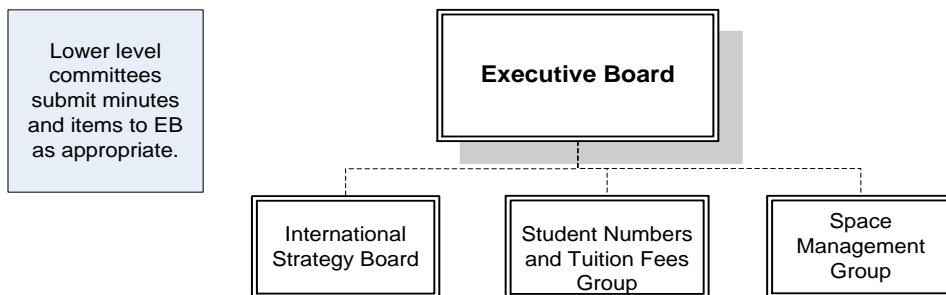 Lower level
committees
submit minutes
and items to EB
as appropriate.
Executive Board
International
Strategy Board
Student Numbers
and Tuition Fees
Group
Space
Management
Group